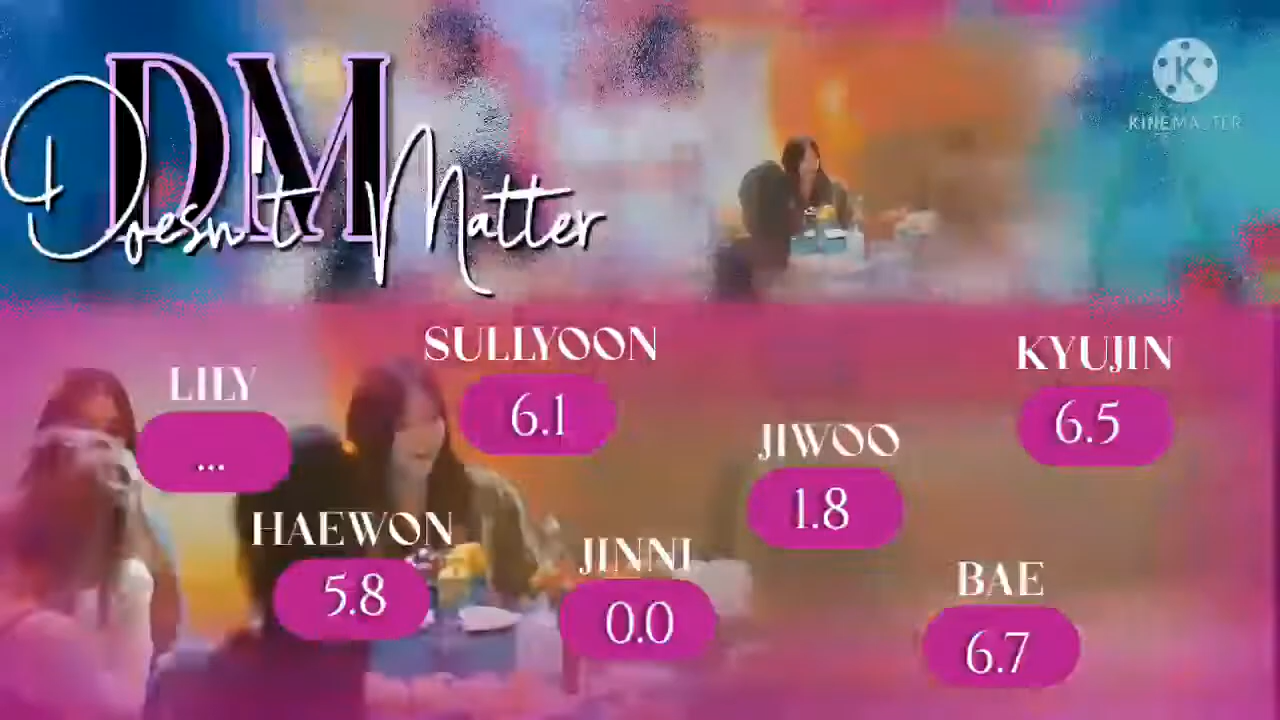 DM
Doesn't Matter
K
KINEMASTER
SULLYOON
6.1
KYUJIN
6.5
LILY
...
JIWOO
1.8
HAEWON
5.8
JINNI
0.0
BAE
6.7